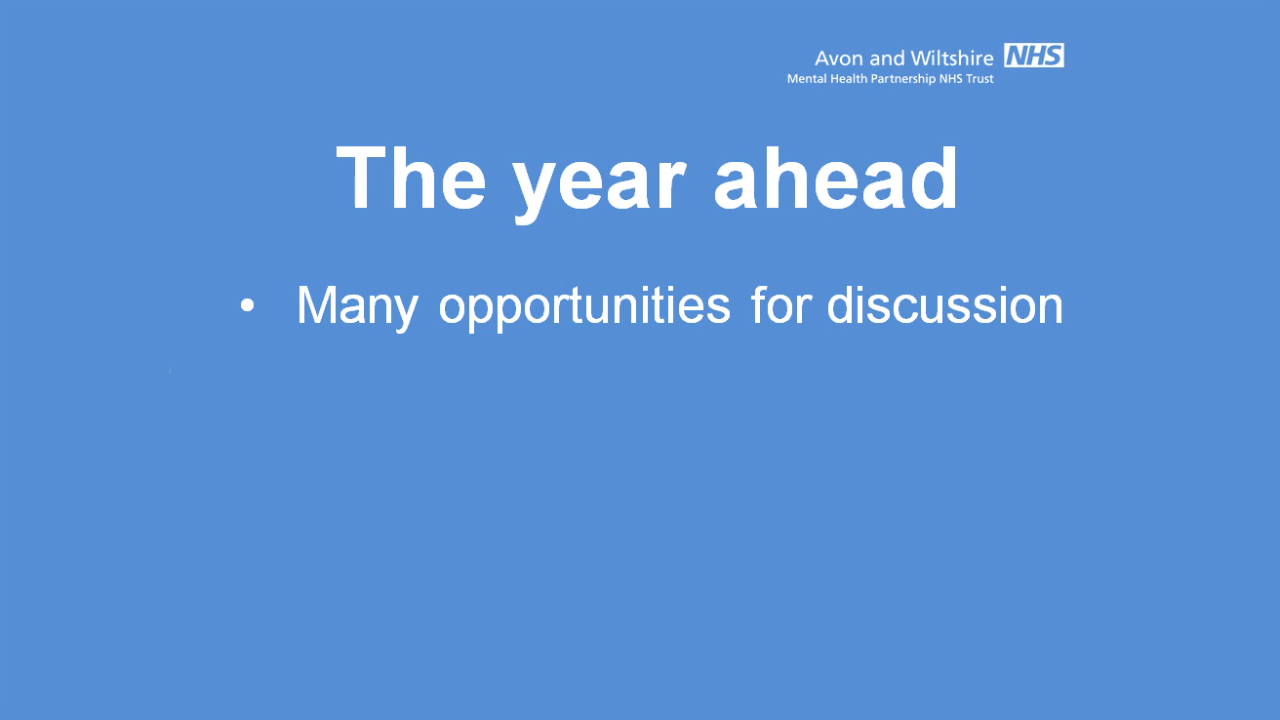 Avon and Wiltshire NHS
Mental Health Partnership NHS Trust
The year ahead
• Many opportunities for discussion